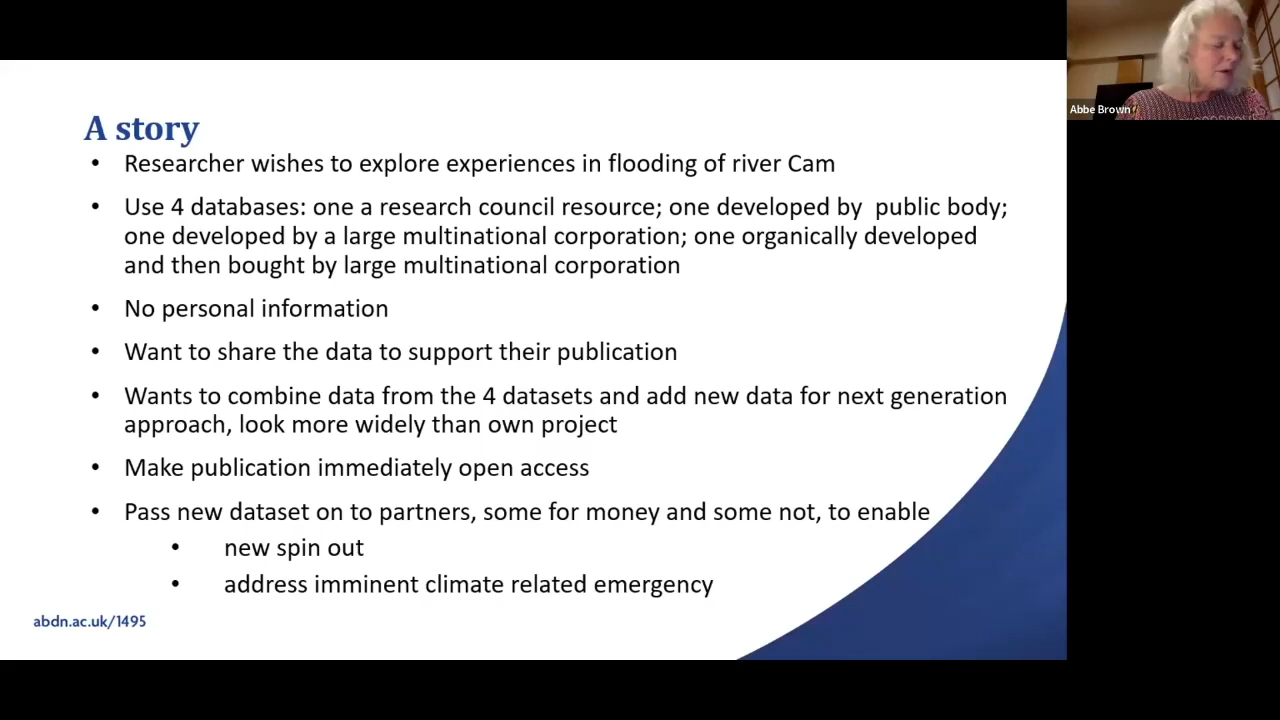 A story
• Researcher wishes to explore experiences in flooding of river Cam
• Use 4 databases: one a research council resource; one developed by public body;
one developed by a large multinational corporation; one organically developed
and then bought by large multinational corporation
• No personal information
• Want to share the data to support their publication
• Wants to combine data from the 4 datasets and add new data for next generation
approach, look more widely than own project
• Make publication immediately open access
• Pass new dataset on to partners, some for money and some not, to enable
• new spin out
• address imminent climate related emergency
abdn.ac.uk/1495
Abbe Brown